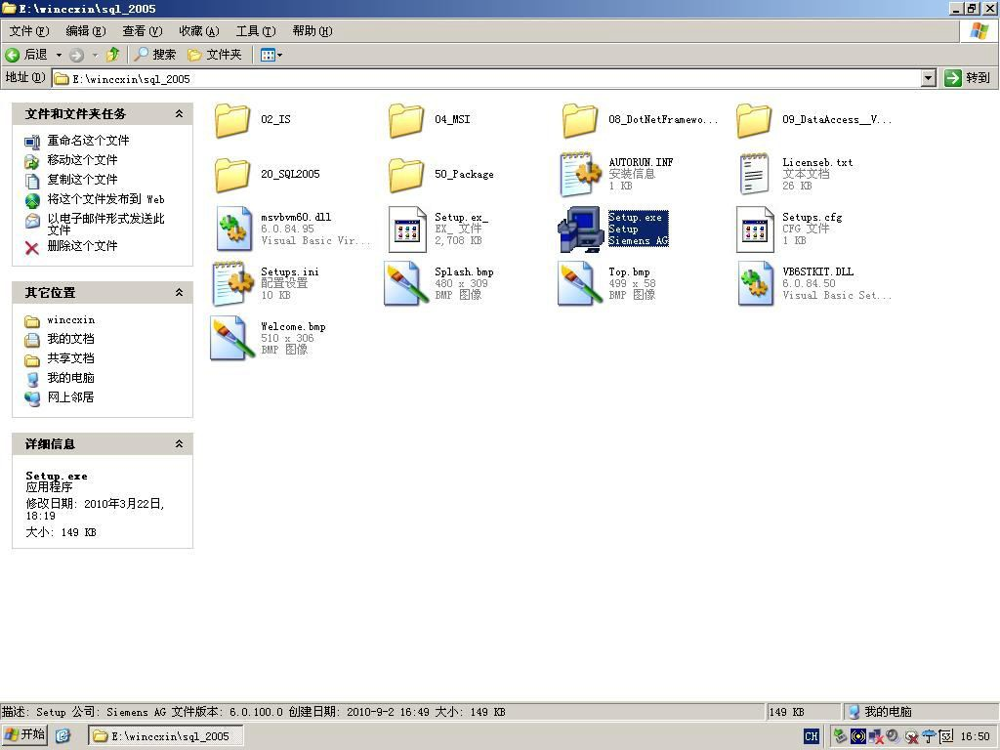 E:\winccxin\sql_2005
文件(F) 编辑(E) 查看(V) 收藏(A) 工具(T) 帮助(H)
后退 搜索 文件夹
地址(D) E:\winccxin\sql_2005 转到
文件和文件夹任务
重命名这个文件
移动这个文件
复制这个文件
将这个文件发布到 Web
以电子邮件形式发送此
文件
删除这个文件
其它位置
winccxin
我的文档
共享文档
我的电脑
网上邻居
详细信息
Setup.exe
应用程序
修改日期: 2010年3月22日,
18:19
大小: 149 KB
02_IS
04_MSI
08_DotNetFramewo...
09_DataAccess__V...
20_SQL2005
50_Package
AUTORUN.INF
安装信息
1 KB
Licenseb.txt
文本文档
26 KB
msvbvm60.dll
6.0.84.95
Visual Basic Vir...
Setup.ex_
EX_ 文件
2,708 KB
Setup.exe
Setup
Siemens AG
Setups.cfg
CFG 文件
1 KB
Setups.ini
配置设置
10 KB
Splash.bmp
480 x 309
BMP 图像
Top.bmp
499 x 58
BMP 图像
VB6STKIT.DLL
6.0.84.50
Visual Basic Set...
Welcome.bmp
510 x 306
BMP 图像
描述: Setup 公司: Siemens AG 文件版本: 6.0.100.0 创建日期: 2010-9-2 16:49 大小: 149 KB 149 KB 我的电脑
开始 E:\winccxin\sql_2005 CH 16:50